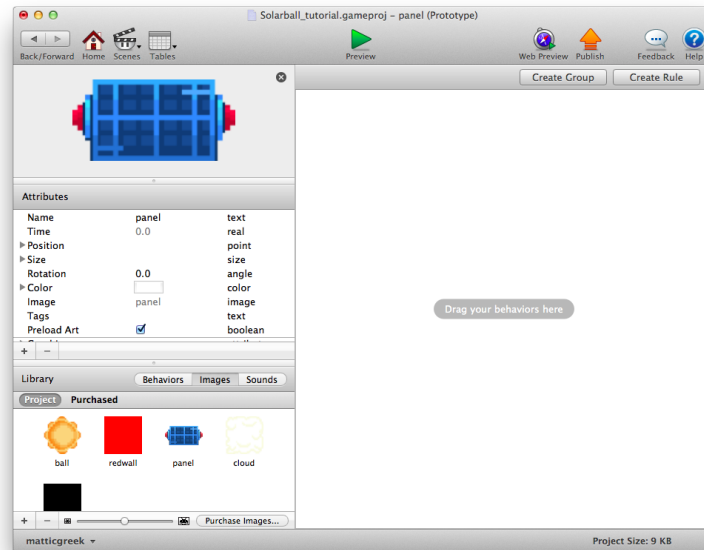 Solarball_tutorial.gameproj – panel (Prototype)
Back/Forward Home Scenes Tables Preview Web Preview Publish Feedback Help
Create Group Create Rule
Attributes
Name panel text
Time 0.0 real
Position point
Size size
Rotation 0.0 angle
Color color
Image panel image
Tags text
Preload Art boolean
+ −
Drag your behaviors here
Library Behaviors Images Sounds
Project Purchased
ball redwall panel cloud
+ − Purchase Images...
matticgreek Project Size: 9 KB